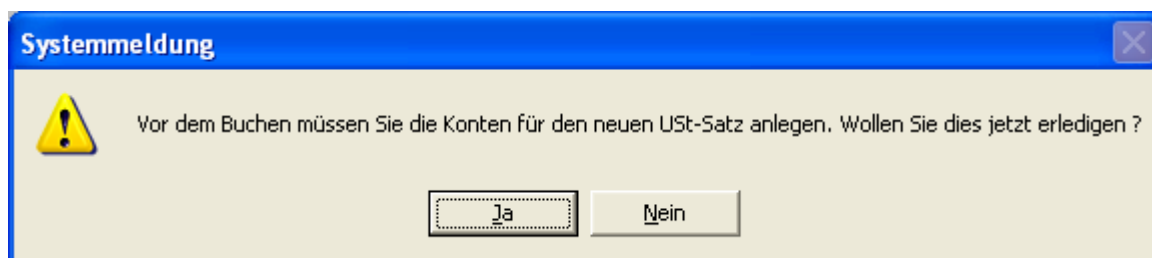 Systemmeldung
Vor dem Buchen müssen Sie die Konten für den neuen USt-Satz anlegen. Wollen Sie dies jetzt erledigen ?
Ja Nein